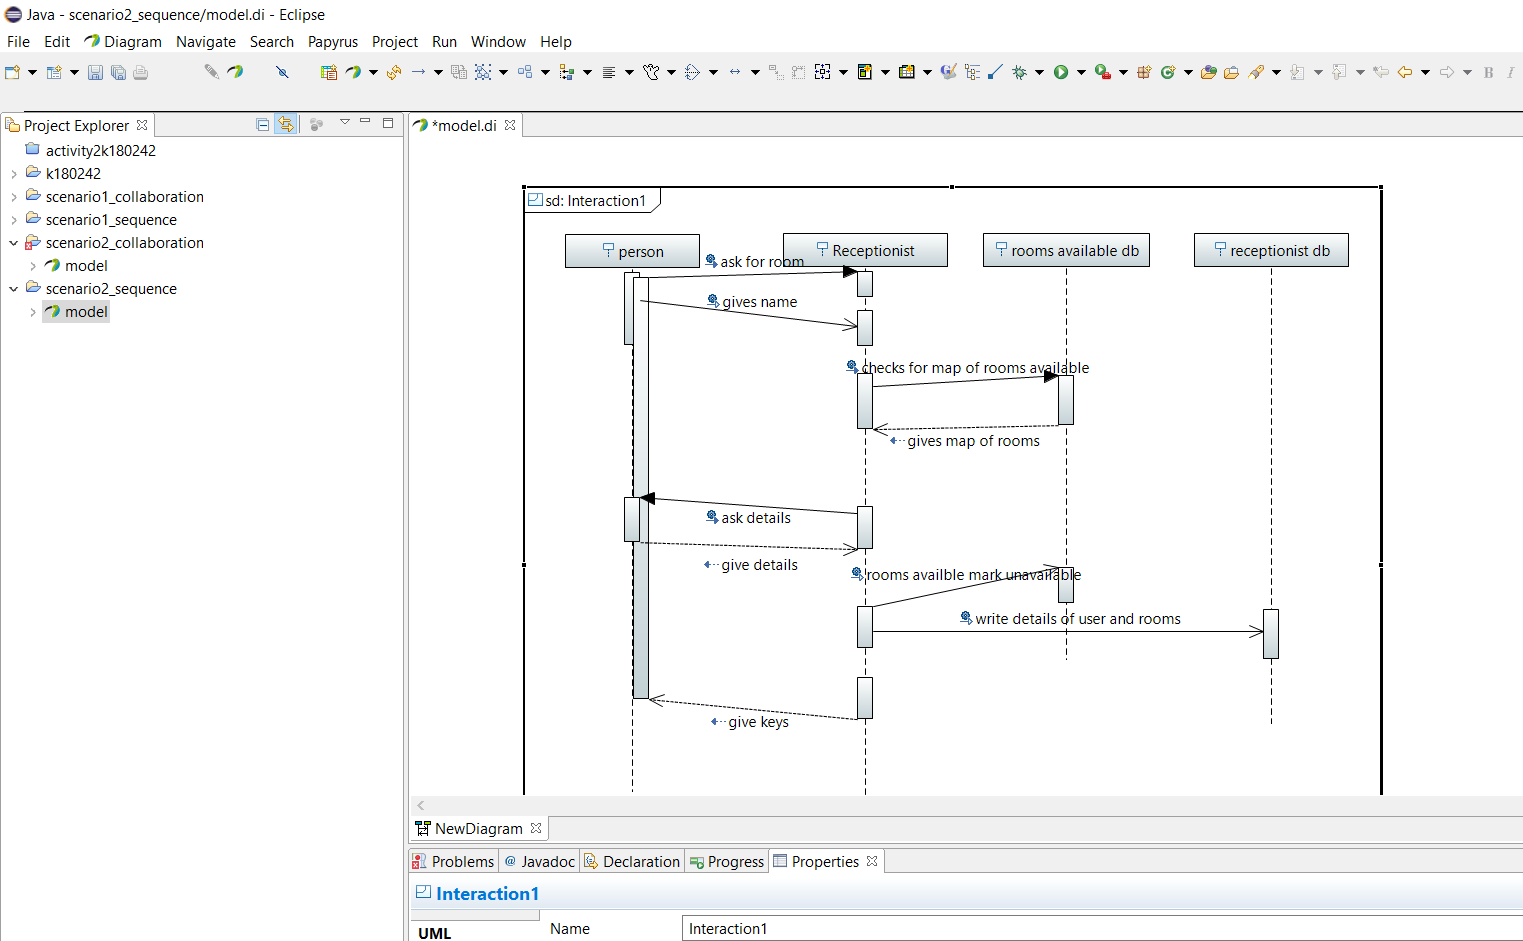 Java - scenario2_sequence/model.di - Eclipse
File Edit Diagram Navigate Search Papyrus Project Run Window Help
B I
Project Explorer
activity2k180242
k180242
scenario1_collaboration
scenario1_sequence
scenario2_collaboration
model
scenario2_sequence
model
*model.di
sd: Interaction1
person Receptionist rooms available db receptionist db
ask for room
gives name
checks for map of rooms available
gives map of rooms
ask details
give details
rooms availble mark unavailable
write details of user and rooms
give keys
NewDiagram
Problems @ Javadoc Declaration Progress Properties
Interaction1
UML
Name Interaction1